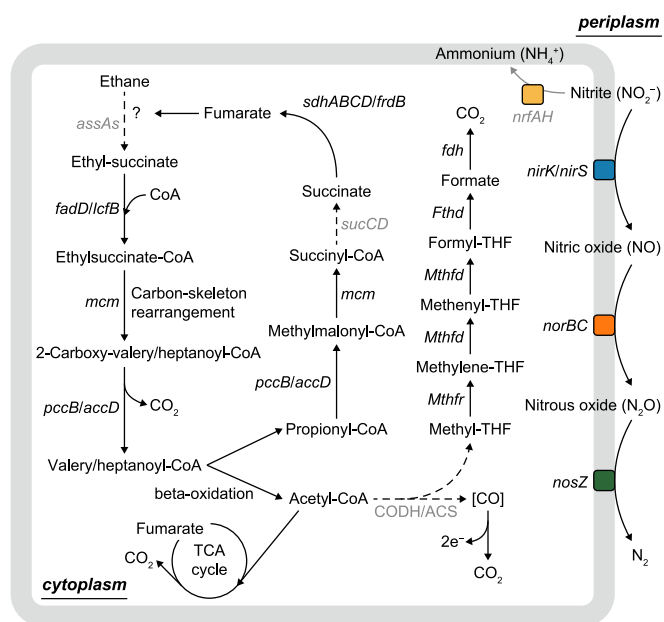 periplasm
Ammonium (NH₄⁺)
Ethane
Nitrite (NO₂⁻)
nrfAH
sdhABCD/frdB
CO₂
assAs
?
Fumarate
fdh
Ethyl-succinate
nirK/nirS
Formate
fadD/lcfB
CoA
Succinate
Fthd
sucCD
Formyl-THF
Nitric oxide (NO)
Ethylsuccinate-CoA
Succinyl-CoA
Mthfd
mcm
Carbon-skeleton
rearrangement
mcm
Methenyl-THF
norBC
Methylmalonyl-CoA
Mthfd
2-Carboxy-valery/heptanoyl-CoA
Methylene-THF
pccB/accD
CO₂
pccB/accD
Mthfr
Nitrous oxide (N₂O)
Propionyl-CoA
Methyl-THF
Valery/heptanoyl-CoA
nosZ
beta-oxidation
Acetyl-CoA
[CO]
CODH/ACS
Fumarate
2e⁻
TCA
cycle
CO₂
N₂
CO₂
cytoplasm